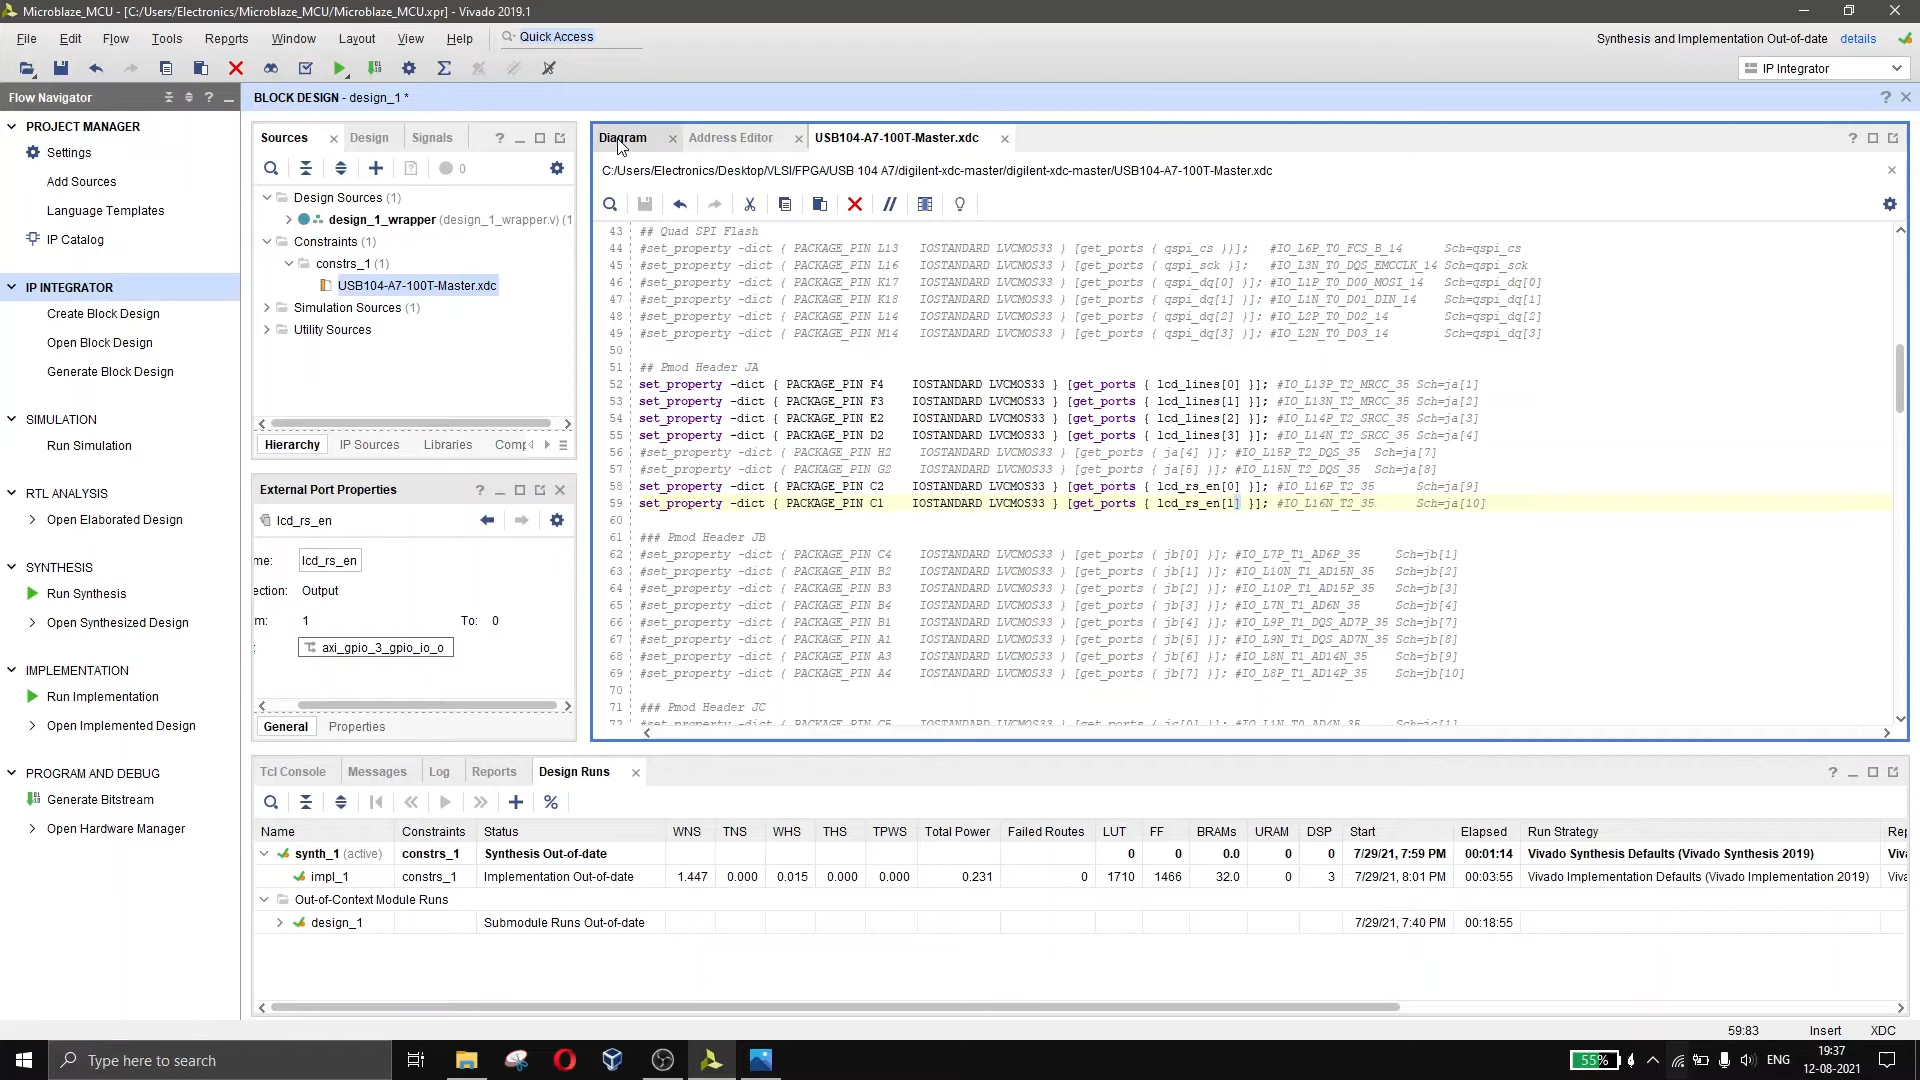 Microblaze_MCU - [C:/Users/Electronics/Microblaze_MCU/Microblaze_MCU.xpr] - Vivado 2019.1
File Edit Flow Tools Reports Window Layout View Help Quick Access
Synthesis and Implementation Out-of-date details
IP Integrator
Flow Navigator
BLOCK DESIGN - design_1 *
PROJECT MANAGER
Settings
Add Sources
Language Templates
IP Catalog
IP INTEGRATOR
Create Block Design
Open Block Design
Generate Block Design
SIMULATION
Run Simulation
RTL ANALYSIS
Open Elaborated Design
SYNTHESIS
Run Synthesis
Open Synthesized Design
IMPLEMENTATION
Run Implementation
Open Implemented Design
PROGRAM AND DEBUG
Generate Bitstream
Open Hardware Manager
Sources Design Signals
0
Design Sources (1)
design_1_wrapper (design_1_wrapper.v) (1
Constraints (1)
constrs_1 (1)
USB104-A7-100T-Master.xdc
Simulation Sources (1)
Utility Sources
Hierarchy IP Sources Libraries Comp
External Port Properties
lcd_rs_en
me: lcd_rs_en
ection: Output
m: 1 To: 0
: axi_gpio_3_gpio_io_o
General Properties
Diagram Address Editor USB104-A7-100T-Master.xdc
C:/Users/Electronics/Desktop/VLSI/FPGA/USB 104 A7/digilent-xdc-master/digilent-xdc-master/USB104-A7-100T-Master.xdc
43 ## Quad SPI Flash
44 #set_property -dict { PACKAGE_PIN L13 IOSTANDARD LVCMOS33 } [get_ports { qspi_cs }]; #IO_L6P_T0_FCS_B_14 Sch=qspi_cs
45 #set_property -dict { PACKAGE_PIN L16 IOSTANDARD LVCMOS33 } [get_ports { qspi_sck }]; #IO_L3N_T0_DQS_EMCCLK_14 Sch=qspi_sck
46 #set_property -dict { PACKAGE_PIN K17 IOSTANDARD LVCMOS33 } [get_ports { qspi_dq[0] }]; #IO_L1P_T0_D00_MOSI_14 Sch=qspi_dq[0]
47 #set_property -dict { PACKAGE_PIN K18 IOSTANDARD LVCMOS33 } [get_ports { qspi_dq[1] }]; #IO_L1N_T0_D01_DIN_14 Sch=qspi_dq[1]
48 #set_property -dict { PACKAGE_PIN L14 IOSTANDARD LVCMOS33 } [get_ports { qspi_dq[2] }]; #IO_L2P_T0_D02_14 Sch=qspi_dq[2]
49 #set_property -dict { PACKAGE_PIN M14 IOSTANDARD LVCMOS33 } [get_ports { qspi_dq[3] }]; #IO_L2N_T0_D03_14 Sch=qspi_dq[3]
50
51 ## Pmod Header JA
52 set_property -dict { PACKAGE_PIN F4 IOSTANDARD LVCMOS33 } [get_ports { lcd_lines[0] }]; #IO_L13P_T2_MRCC_35 Sch=ja[1]
53 set_property -dict { PACKAGE_PIN F3 IOSTANDARD LVCMOS33 } [get_ports { lcd_lines[1] }]; #IO_L13N_T2_MRCC_35 Sch=ja[2]
54 set_property -dict { PACKAGE_PIN E2 IOSTANDARD LVCMOS33 } [get_ports { lcd_lines[2] }]; #IO_L14P_T2_SRCC_35 Sch=ja[3]
55 set_property -dict { PACKAGE_PIN D2 IOSTANDARD LVCMOS33 } [get_ports { lcd_lines[3] }]; #IO_L14N_T2_SRCC_35 Sch=ja[4]
56 #set_property -dict { PACKAGE_PIN H2 IOSTANDARD LVCMOS33 } [get_ports { ja[4] }]; #IO_L15P_T2_DQS_35 Sch=ja[7]
57 #set_property -dict { PACKAGE_PIN G2 IOSTANDARD LVCMOS33 } [get_ports { ja[5] }]; #IO_L15N_T2_DQS_35 Sch=ja[8]
58 set_property -dict { PACKAGE_PIN C2 IOSTANDARD LVCMOS33 } [get_ports { lcd_rs_en[0] }]; #IO_L16P_T2_35 Sch=ja[9]
59 set_property -dict { PACKAGE_PIN C1 IOSTANDARD LVCMOS33 } [get_ports { lcd_rs_en[1] }]; #IO_L16N_T2_35 Sch=ja[10]
60
61 ### Pmod Header JB
62 #set_property -dict { PACKAGE_PIN C4 IOSTANDARD LVCMOS33 } [get_ports { jb[0] }]; #IO_L7P_T1_AD6P_35 Sch=jb[1]
63 #set_property -dict { PACKAGE_PIN B2 IOSTANDARD LVCMOS33 } [get_ports { jb[1] }]; #IO_L10N_T1_AD15N_35 Sch=jb[2]
64 #set_property -dict { PACKAGE_PIN B3 IOSTANDARD LVCMOS33 } [get_ports { jb[2] }]; #IO_L10P_T1_AD15P_35 Sch=jb[3]
65 #set_property -dict { PACKAGE_PIN B4 IOSTANDARD LVCMOS33 } [get_ports { jb[3] }]; #IO_L7N_T1_AD6N_35 Sch=jb[4]
66 #set_property -dict { PACKAGE_PIN B1 IOSTANDARD LVCMOS33 } [get_ports { jb[4] }]; #IO_L9P_T1_DQS_AD7P_35 Sch=jb[7]
67 #set_property -dict { PACKAGE_PIN A1 IOSTANDARD LVCMOS33 } [get_ports { jb[5] }]; #IO_L9N_T1_DQS_AD7N_35 Sch=jb[8]
68 #set_property -dict { PACKAGE_PIN A3 IOSTANDARD LVCMOS33 } [get_ports { jb[6] }]; #IO_L8N_T1_AD14N_35 Sch=jb[9]
69 #set_property -dict { PACKAGE_PIN A4 IOSTANDARD LVCMOS33 } [get_ports { jb[7] }]; #IO_L8P_T1_AD14P_35 Sch=jb[10]
70
71 ### Pmod Header JC
72 #set_property -dict { PACKAGE_PIN C5 IOSTANDARD LVCMOS33 } [get_ports { jc[0] }]; #IO_L1N_T0_AD4N_35 Sch=jc[1]
Tcl Console Messages Log Reports Design Runs
Name Constraints Status WNS TNS WHS THS TPWS Total Power Failed Routes LUT FF BRAMs URAM DSP Start Elapsed Run Strategy Rep
synth_1 (active) constrs_1 Synthesis Out-of-date 0 0 0.0 0 0 7/29/21, 7:59 PM 00:01:14 Vivado Synthesis Defaults (Vivado Synthesis 2019) Viva
impl_1 constrs_1 Implementation Out-of-date 1.447 0.000 0.015 0.000 0.000 0.231 0 1710 1466 32.0 0 3 7/29/21, 8:01 PM 00:03:55 Vivado Implementation Defaults (Vivado Implementation 2019) Viva
Out-of-Context Module Runs
design_1 Submodule Runs Out-of-date 7/29/21, 7:40 PM 00:18:55
59:83 Insert XDC
Type here to search
55% ENG
19:37
12-08-2021